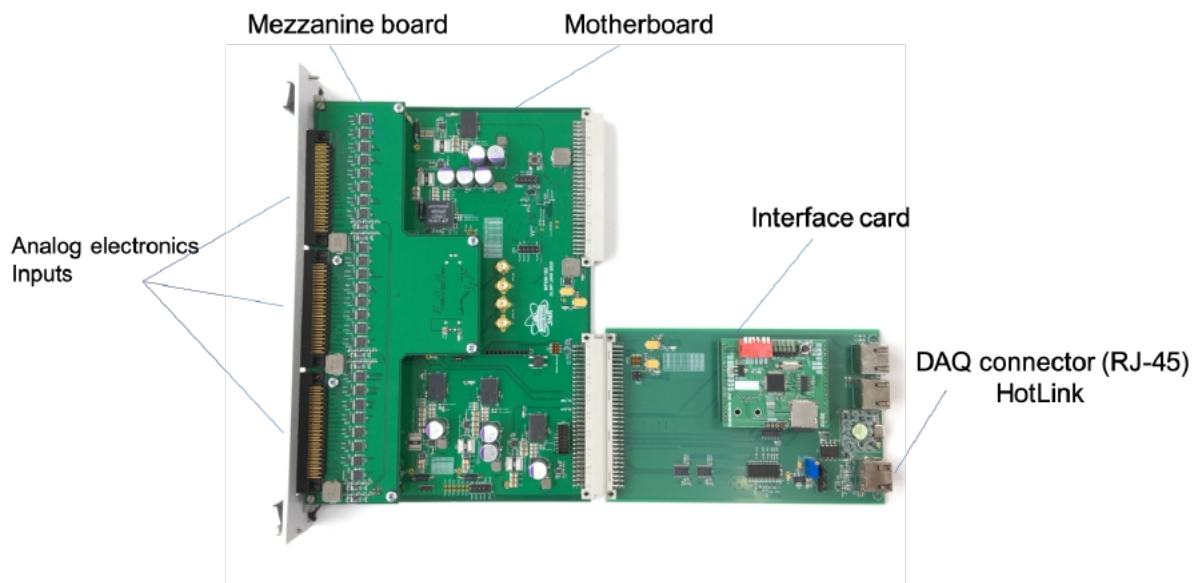 Mezzanine board
Motherboard
Interface card
Analog electronics
Inputs
DAQ connector (RJ-45)
HotLink